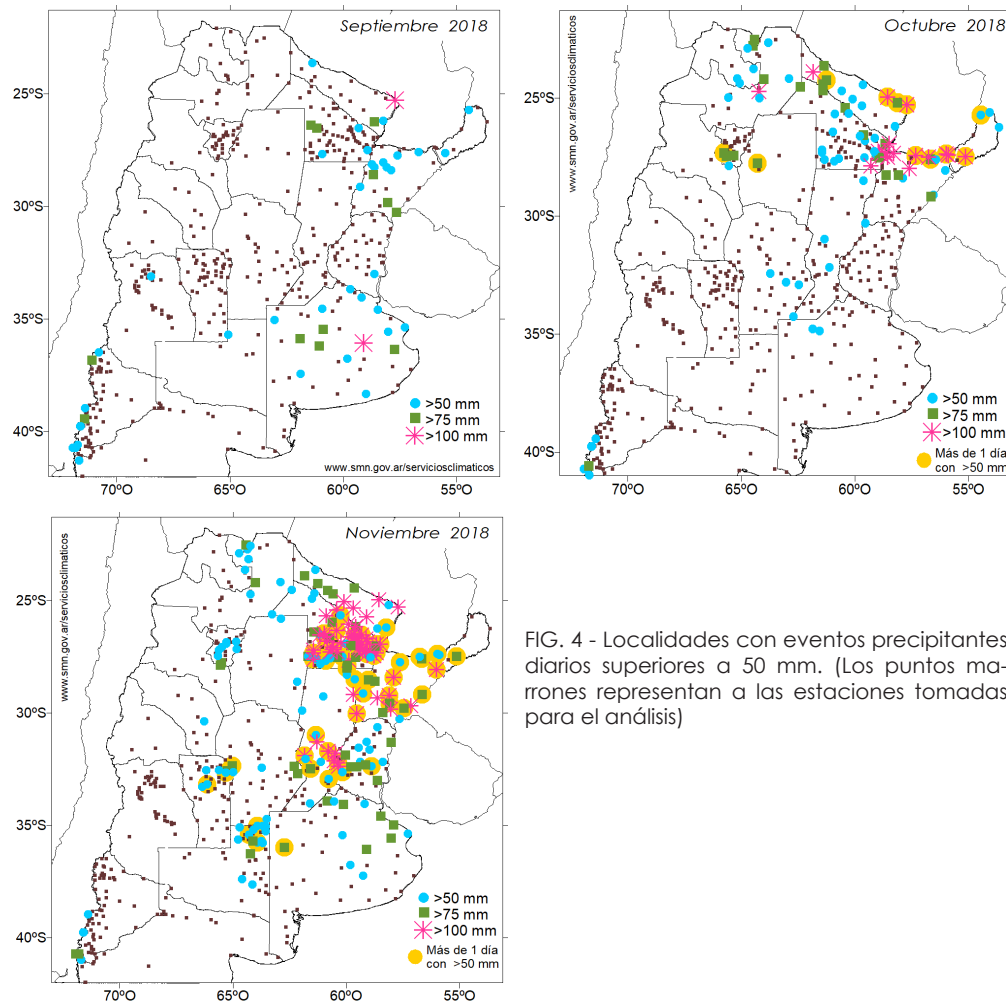 Septiembre 2018
25ºS
30ºS
35ºS
40ºS
>50 mm
>75 mm
>100 mm
www.smn.gov.ar/serviciosclimaticos
70ºO
65ºO
60ºO
55ºO
Octubre 2018
www.smn.gov.ar/serviciosclimaticos
25ºS
30ºS
35ºS
40ºS
>50 mm
>75 mm
>100 mm
Más de 1 día
con >50 mm
70ºO
65ºO
60ºO
55ºO
Noviembre 2018
www.smn.gov.ar/serviciosclimaticos
25ºS
30ºS
35ºS
40ºS
>50 mm
>75 mm
>100 mm
Más de 1 día
con >50 mm
70ºO
65ºO
60ºO
55ºO
FIG. 4 - Localidades con eventos precipitantes
diarios superiores a 50 mm. (Los puntos ma-
rrones representan a las estaciones tomadas
para el análisis)